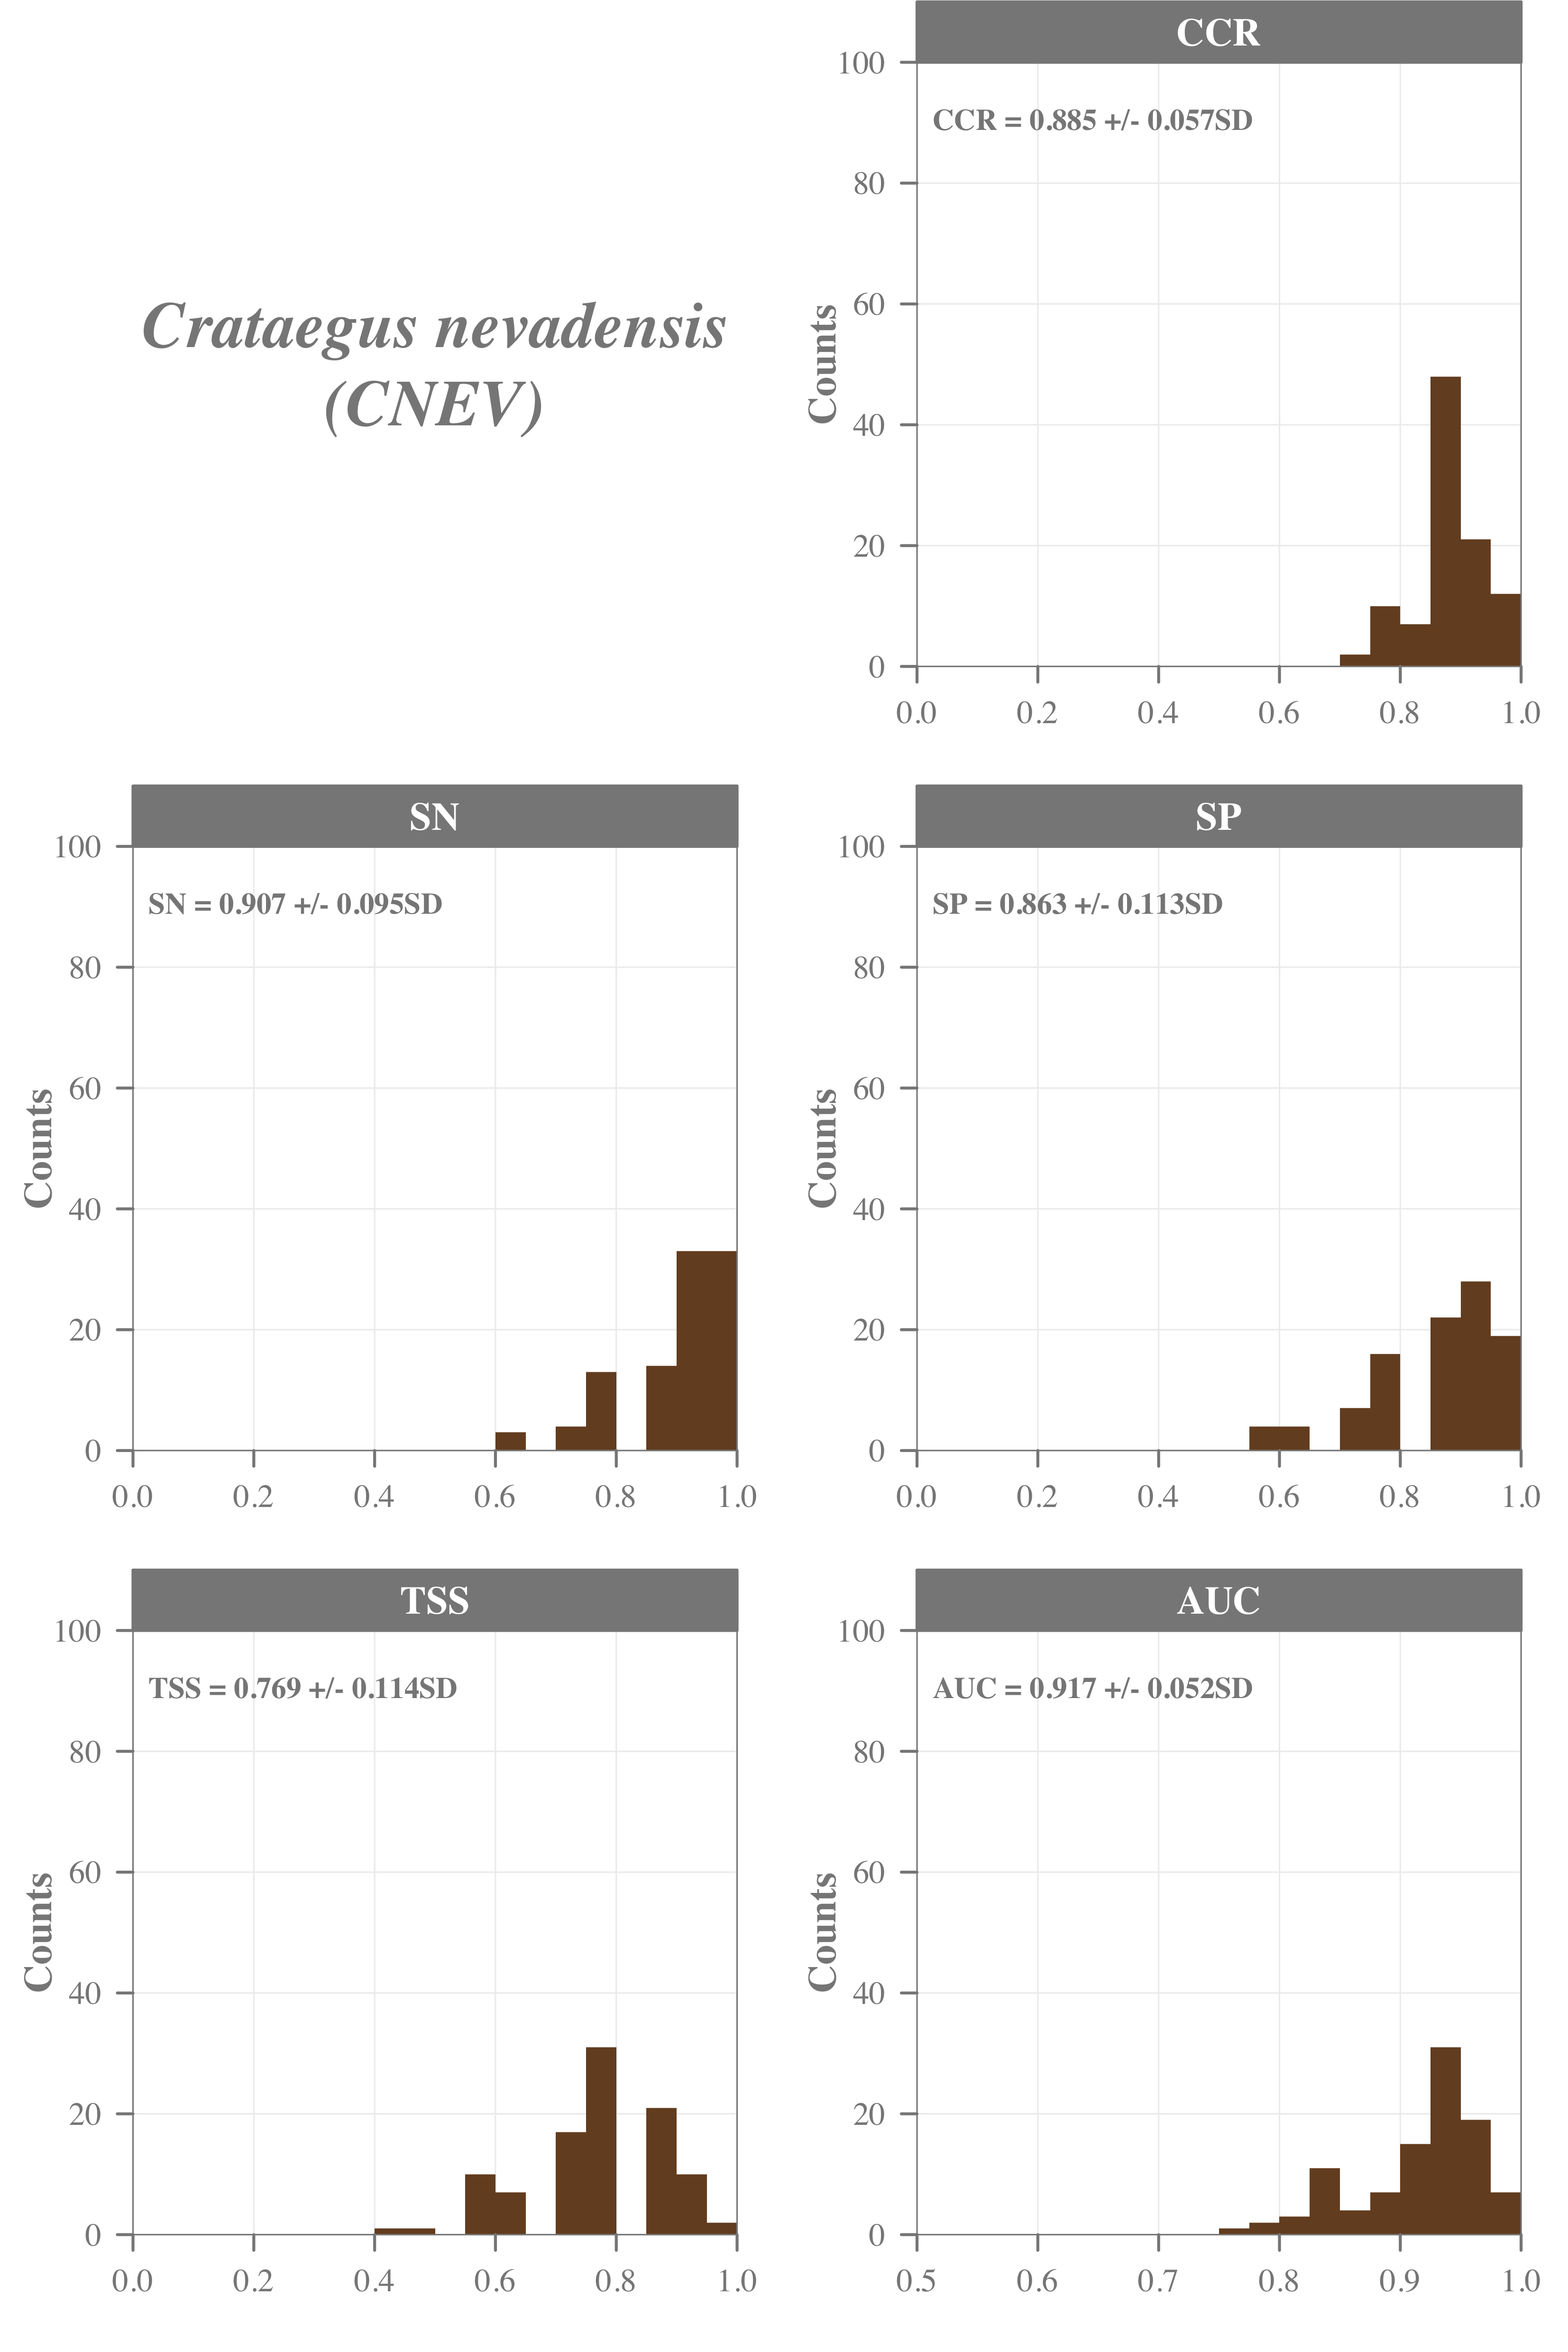 Crataegus nevadensis
(CNEV)
CCR
CCR = 0.885 +/- 0.057SD
Counts
100
80
60
40
20
0
0.0 0.2 0.4 0.6 0.8 1.0
SN
SN = 0.907 +/- 0.095SD
Counts
100
80
60
40
20
0
0.0 0.2 0.4 0.6 0.8 1.0
SP
SP = 0.863 +/- 0.113SD
Counts
100
80
60
40
20
0
0.0 0.2 0.4 0.6 0.8 1.0
TSS
TSS = 0.769 +/- 0.114SD
Counts
100
80
60
40
20
0
0.0 0.2 0.4 0.6 0.8 1.0
AUC
AUC = 0.917 +/- 0.052SD
Counts
100
80
60
40
20
0
0.5 0.6 0.7 0.8 0.9 1.0